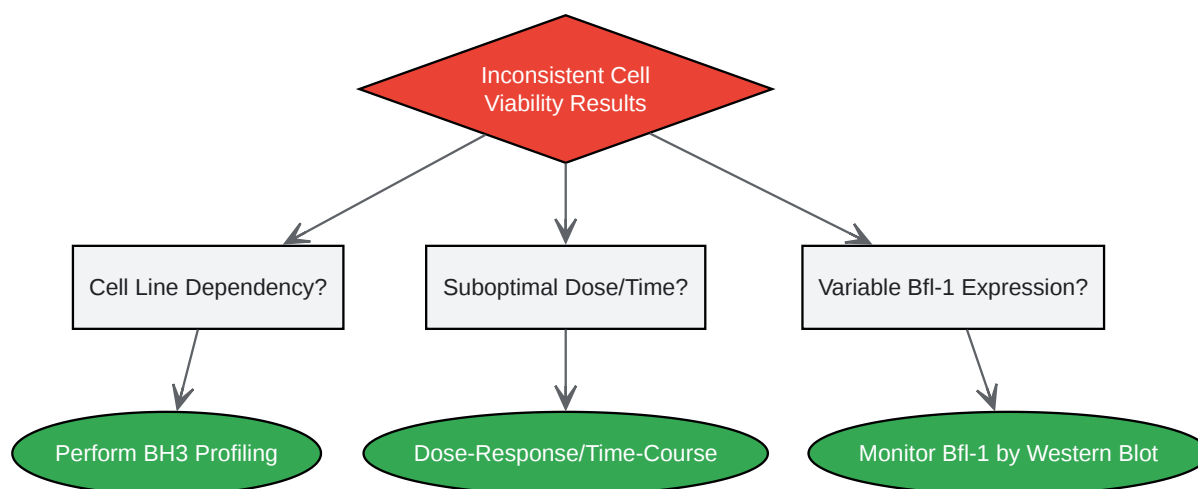 Inconsistent Cell
Viability Results
Cell Line Dependency?
Suboptimal Dose/Time?
Variable Bfl-1 Expression?
Perform BH3 Profiling
Dose-Response/Time-Course
Monitor Bfl-1 by Western Blot